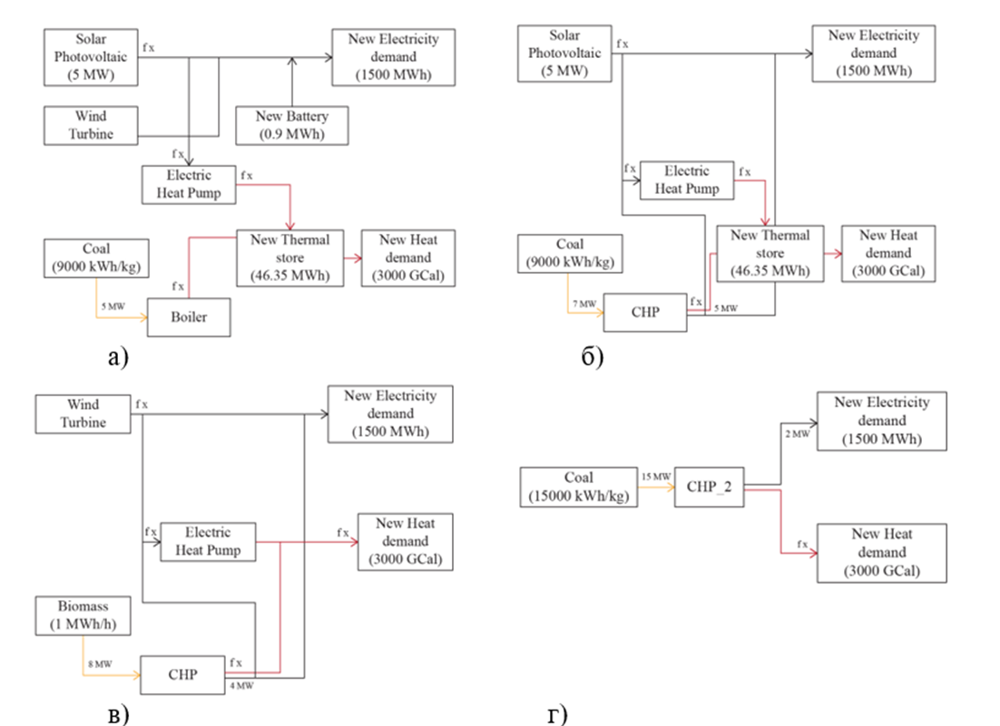 Solar
Photovoltaic
(5 MW)
f x
New Electricity
demand
(1500 MWh)
Wind
Turbine
New Battery
(0.9 MWh)
f x
Electric
Heat Pump
f x
Coal
(9000 kWh/kg)
New Thermal
store
(46.35 MWh)
New Heat
demand
(3000 GCal)
f x
5 MW
Boiler
а)
Solar
Photovoltaic
(5 MW)
f x
New Electricity
demand
(1500 MWh)
f x
Electric
Heat Pump
f x
Coal
(9000 kWh/kg)
New Thermal
store
(46.35 MWh)
New Heat
demand
(3000 GCal)
7 MW
CHP
f x
5 MW
б)
Wind
Turbine
f x
New Electricity
demand
(1500 MWh)
f x
Electric
Heat Pump
f x
New Heat
demand
(3000 GCal)
Biomass
(1 MWh/h)
8 MW
CHP
f x
4 MW
в)
New Electricity
demand
(1500 MWh)
2 MW
Coal
(15000 kWh/kg)
15 MW
CHP_2
f x
New Heat
demand
(3000 GCal)
г)